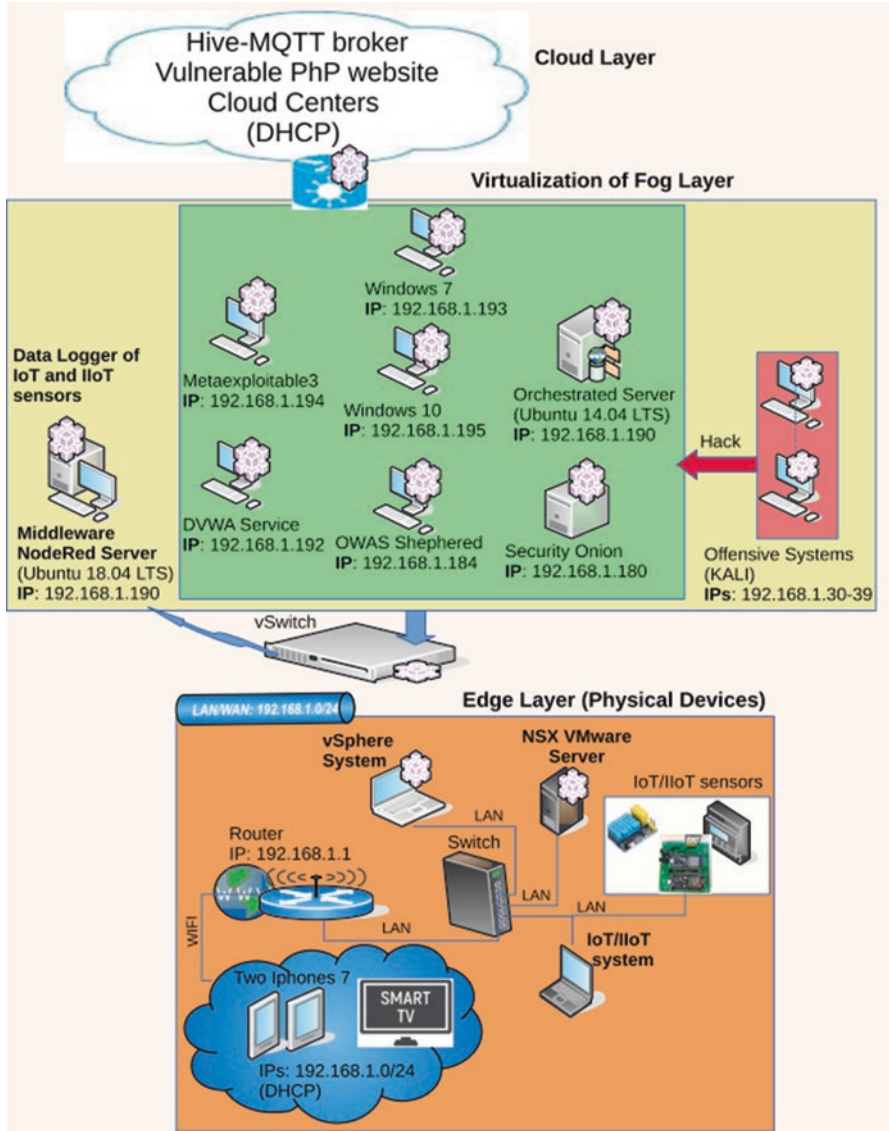 Hive-MQTT broker
Vulnerable PhP website
Cloud Centers
(DHCP)
Cloud Layer
Virtualization of Fog Layer
Windows 7
IP: 192.168.1.193
Data Logger of
IoT and IIoT
sensors
Metaexploitable3
IP: 192.168.1.194
Windows 10
IP: 192.168.1.195
Orchestrated Server
(Ubuntu 14.04 LTS)
IP: 192.168.1.190
Hack
DVWA Service
IP: 192.168.1.192
OWAS Shephered
IP: 192.168.1.184
Security Onion
IP: 192.168.1.180
Offensive Systems
(KALI)
IPs: 192.168.1.30-39
Middleware
NodeRed Server
(Ubuntu 18.04 LTS)
IP: 192.168.1.190
vSwitch
LAN/WAN: 192.168.1.0/24
Edge Layer (Physical Devices)
vSphere
System
NSX VMware
Server
IoT/IIoT sensors
LAN
Router
IP: 192.168.1.1
Switch
LAN
LAN
LAN
WIFI
IoT/IIoT
system
Two Iphones 7
SMART
TV
IPs: 192.168.1.0/24
(DHCP)